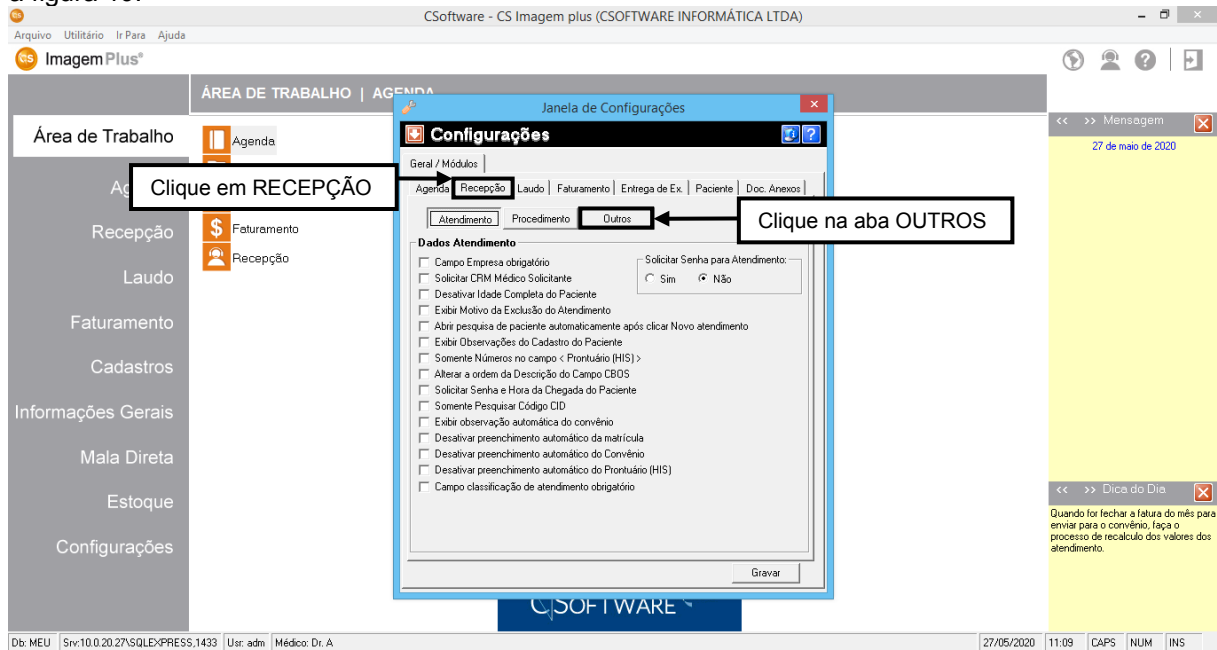 a figura 10.
CSoftware - CS Imagem plus (CSOFTWARE INFORMÁTICA LTDA)
Arquivo Utilitário Ir Para Ajuda
CS ImagemPlus®
ÁREA DE TRABALHO | AGENDA
Área de Trabalho
Recepção
Laudo
Faturamento
Cadastros
Informações Gerais
Mala Direta
Estoque
Configurações
Agenda
Faturamento
Recepção
Clique em RECEPÇÃO
Janela de Configurações
Configurações
Geral / Módulos
Agenda Recepção Laudo Faturamento Entrega de Ex. Paciente Doc. Anexos
Atendimento Procedimento Outros
Clique na aba OUTROS
Dados Atendimento
Campo Empresa obrigatório
Solicitar CRM Médico Solicitante
Desativar Idade Completa do Paciente
Exibir Motivo da Exclusão do Atendimento
Abrir pesquisa de paciente automaticamente após clicar Novo atendimento
Exibir Observações do Cadastro do Paciente
Somente Números no campo < Prontuário (HIS) >
Alterar a ordem da Descrição do Campo CBOS
Solicitar Senha e Hora da Chegada do Paciente
Somente Pesquisar Código CID
Exibir observação automática do convênio
Desativar preenchimento automático da matrícula
Desativar preenchimento automático do Convênio
Desativar preenchimento automático do Prontuário (HIS)
Campo classificação de atendimento obrigatório
Solicitar Senha para Atendimento:
Sim Não
Gravar
CSOFTWARE
<< >> Mensagem
27 de maio de 2020
<< >> Dica do Dia
Quando for fechar a fatura do mês para
enviar para o convênio, faça o
processo de recalculo dos valores dos
atendimento.
Db: MEU Srv:10.0.20.27\SQLEXPRESS,1433 Usr: adm Médico: Dr. A 27/05/2020 11:09 CAPS NUM INS